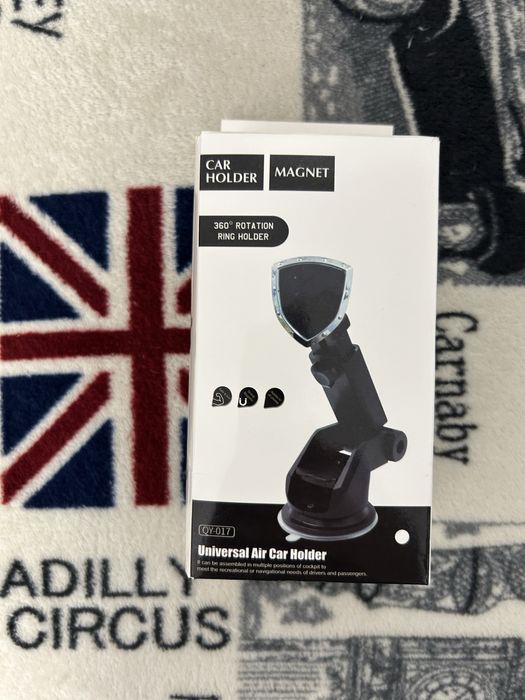 CAR
HOLDER
MAGNET
360° ROTATION
RING HOLDER
QY-017
Universal Air Car Holder
It can be assembled in multiple positions of cockpit to
meet the recreational or navigational needs of drivers and passengers.
Carnaby
ADILLY
CIRCUS